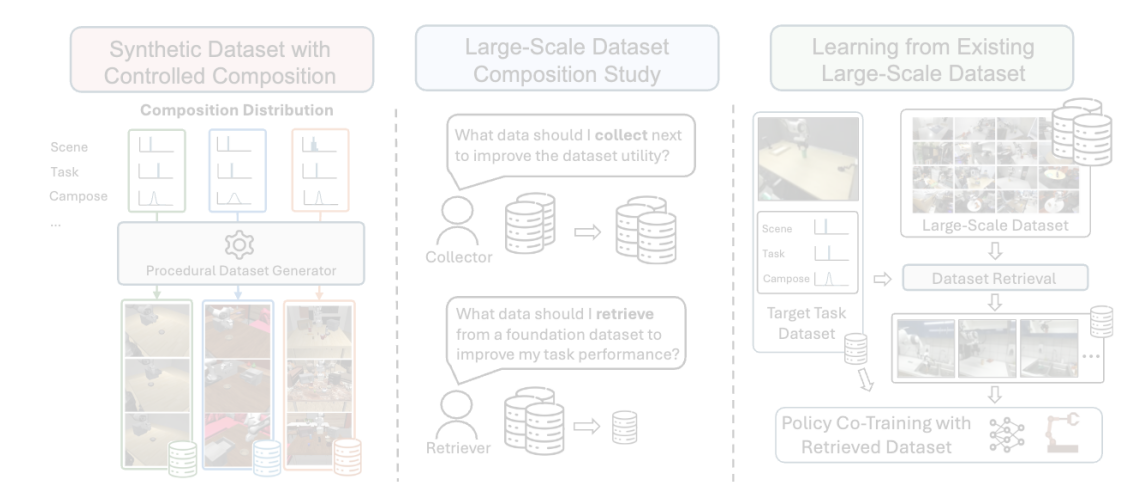 Synthetic Dataset with
Controlled Composition
Composition Distribution
Scene
Task
Campose
...
Procedural Dataset Generator
Large-Scale Dataset
Composition Study
What data should I collect next
to improve the dataset utility?
Collector
What data should I retrieve
from a foundation dataset to
improve my task performance?
Retriever
Learning from Existing
Large-Scale Dataset
Scene
Task
Campose
Target Task
Dataset
Large-Scale Dataset
Dataset Retrieval
...
Policy Co-Training with
Retrieved Dataset